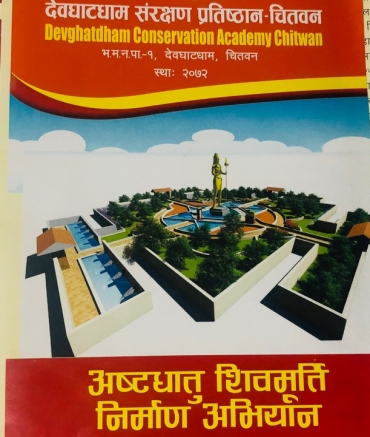 देवघाटधाम संरक्षण प्रतिष्ठान-चितवन
Devghatdham Conservation Academy Chitwan
भ.म.न.पा.-१, देवघाटधाम, चितवन
स्थाः २०७२
अष्टधातु शिवमूर्ति
निर्माण अभियान